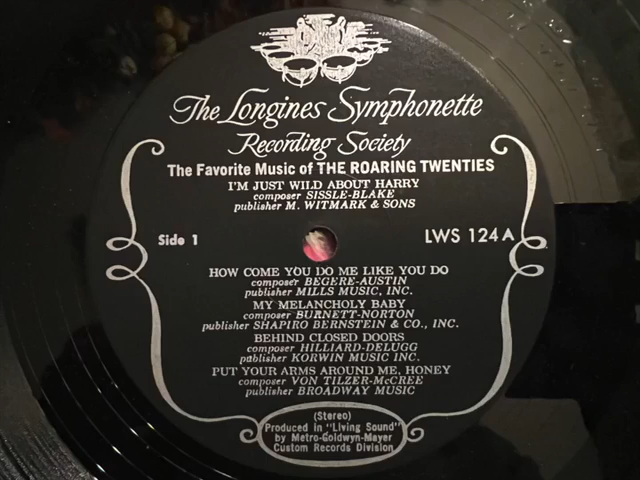 The Longines Symphonette
Recording Society
The Favorite Music of THE ROARING TWENTIES
I'M JUST WILD ABOUT HARRY
composer SISSLE-BLAKE
publisher M. WITMARK & SONS
Side 1
LWS 124A
HOW COME YOU DO ME LIKE YOU DO
composer BEGERE-AUSTIN
publisher MILLS MUSIC, INC.
MY MELANCHOLY BABY
composer BURNETT-NORTON
publisher SHAPIRO BERNSTEIN & CO., INC.
BEHIND CLOSED DOORS
composer HILLIARD-DELUGG
publisher KORWIN MUSIC INC.
PUT YOUR ARMS AROUND ME, HONEY
composer VON TILZER-McCREE
publisher BROADWAY MUSIC
(Stereo)
Produced in "Living Sound"
by Metro-Goldwyn-Mayer
Custom Records Division